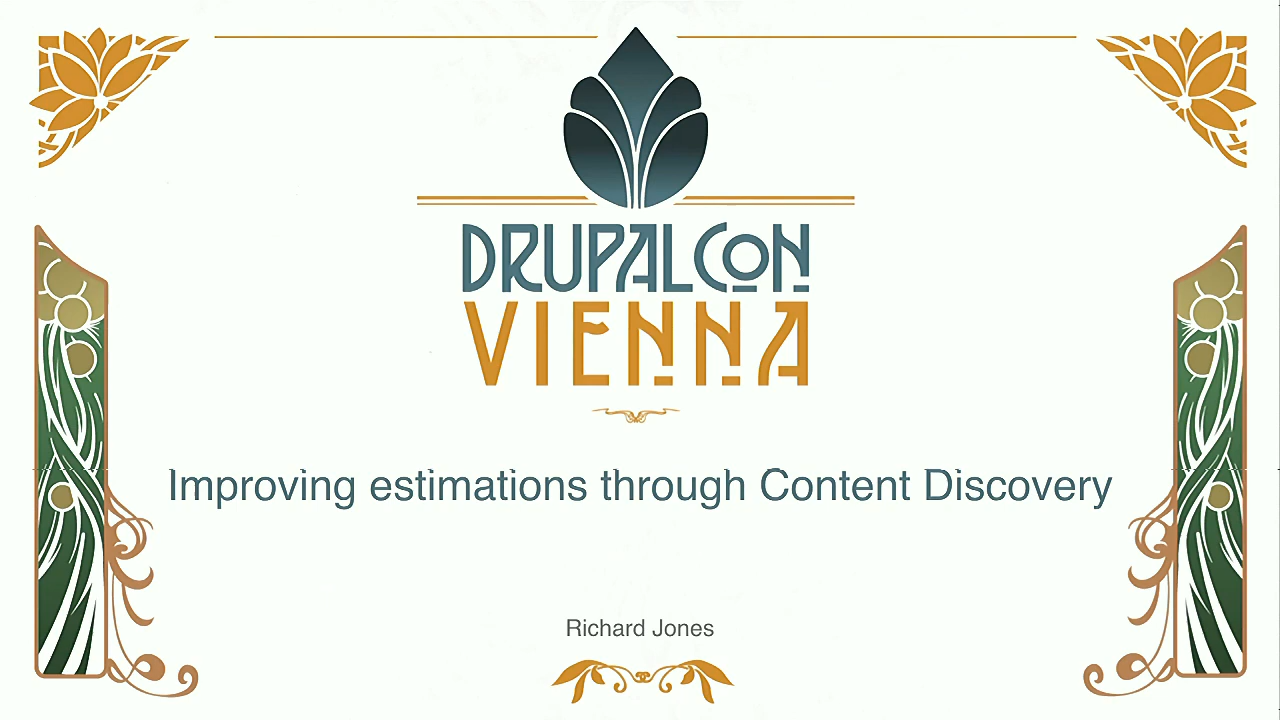 DRUPALCON
VIENNA
Improving estimations through Content Discovery
Richard Jones